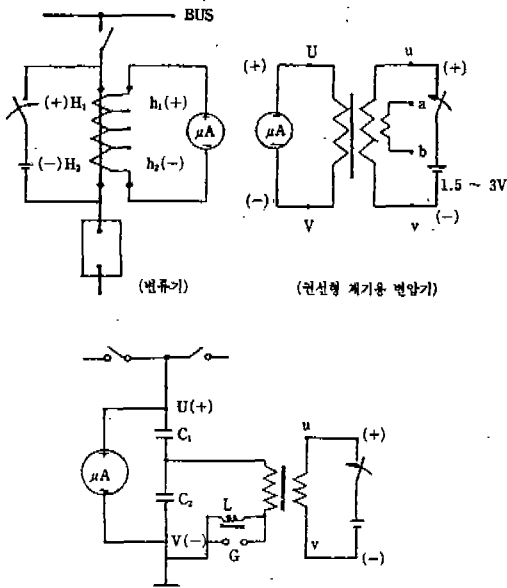 BUS
U
u
(+)
(+)
(+)H₁
h₁(+)
a
μA
μA
(-)H₂
h₂(-)
b
1.5 ~ 3V
(-)
(-)
V
v
(변류기)
(권선형 계기용 변압기)
U(+)
u
(+)
C₁
μA
C₂
L
V(-)
v
G
(-)